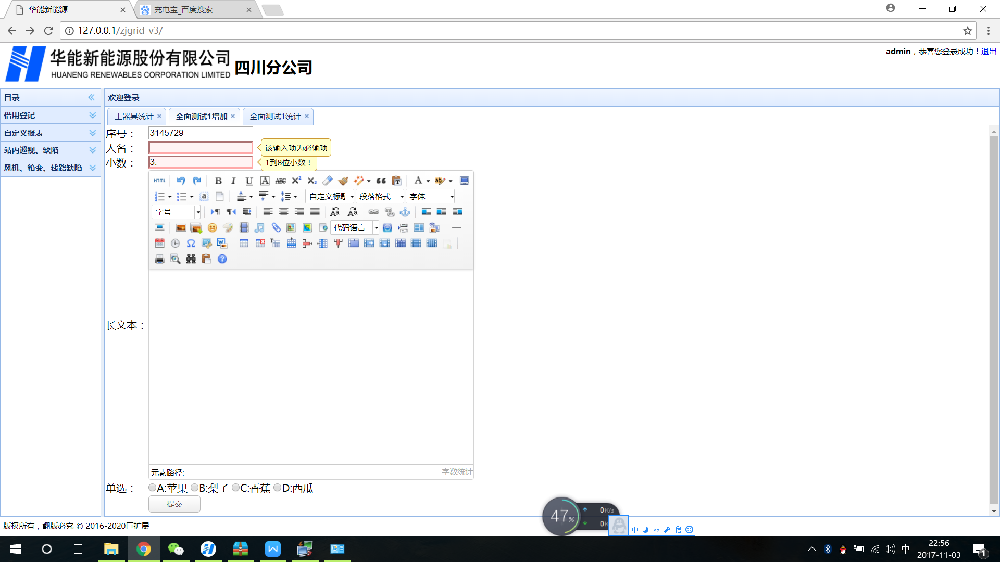 华能新能源
充电宝_百度搜索
127.0.0.1/zjgrid_v3/
华能新能源股份有限公司
HUANENG RENEWABLES CORPORATION LIMITED
四川分公司
admin，恭喜您登录成功！退出
目录
欢迎登录
借用登记
自定义报表
站内巡视、缺陷
风机、箱变、线路缺陷
工器具统计
全面测试1增加
全面测试1统计
序号：
3145729
人名：
该输入项为必输项
小数：
3.
1到8位小数！
HTML
自定义标题
段落格式
字体
字号
代码语言
长文本：
元素路径:
字数统计
单选：
A:苹果 B:梨子 C:香蕉 D:西瓜
提交
47%
0K/s
0K
中
版权所有，翻版必究 © 2016-2020巨扩展
中
22:56
2017-11-03
1